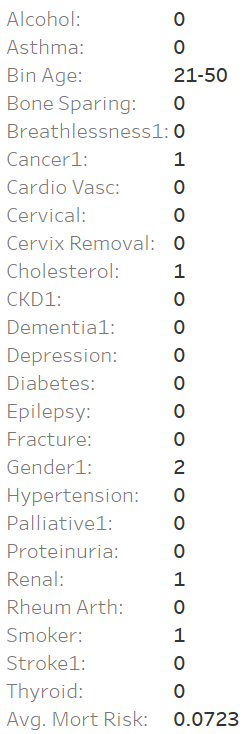 Alcohol: 0
Asthma: 0
Bin Age: 21-50
Bone Sparing: 0
Breathlessness1: 0
Cancer1: 1
Cardio Vasc: 0
Cervical: 0
Cervix Removal: 0
Cholesterol: 1
CKD1: 0
Dementia1: 0
Depression: 0
Diabetes: 0
Epilepsy: 0
Fracture: 0
Gender1: 2
Hypertension: 0
Palliative1: 0
Proteinuria: 0
Renal: 1
Rheum Arth: 0
Smoker: 1
Stroke1: 0
Thyroid: 0
Avg. Mort Risk: 0.0723